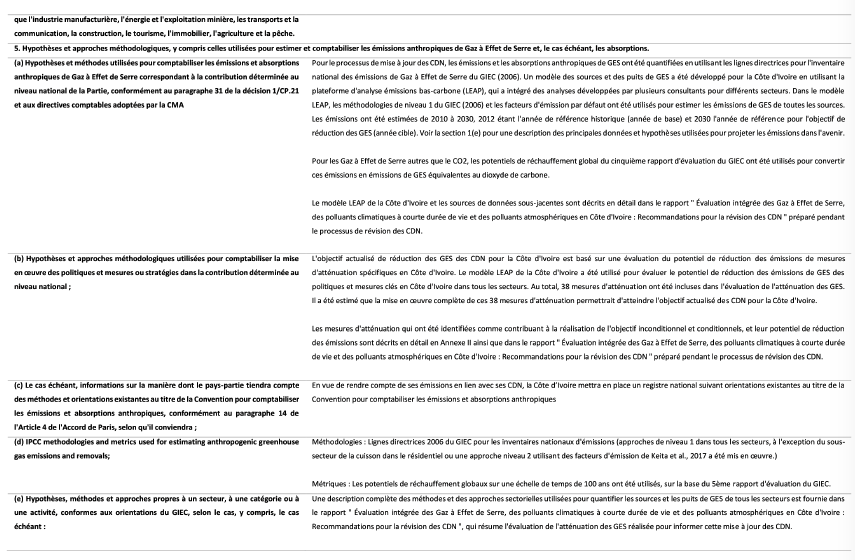 que l'industrie manufacturière, l'énergie et l'exploitation minière, les transports et la
communication, la construction, le tourisme, l'immobilier, l'agriculture et la pêche.
5. Hypothèses et approches méthodologiques, y compris celles utilisées pour estimer et comptabiliser les émissions anthropiques de Gaz à Effet de Serre et, le cas échéant, les absorptions.
(a) Hypothèses et méthodes utilisées pour comptabiliser les émissions et absorptions
anthropiques de Gaz à Effet de Serre correspondant à la contribution déterminée au
niveau national de la Partie, conformément au paragraphe 31 de la décision 1/CP.21
et aux directives comptables adoptées par la CMA
Pour le processus de mise à jour des CDN, les émissions et les absorptions anthropiques de GES ont été quantifiées en utilisant les lignes directrices pour l'inventaire
national des émissions de Gaz à Effet de Serre du GIEC (2006). Un modèle des sources et des puits de GES a été développé pour la Côte d'Ivoire en utilisant la
plateforme d'analyse émissions bas-carbone (LEAP), qui a intégré des analyses développées par plusieurs consultants pour différents secteurs. Dans le modèle
LEAP, les méthodologies de niveau 1 du GIEC (2006) et les facteurs d'émission par défaut ont été utilisés pour estimer les émissions de GES de toutes les sources.
Les émissions ont été estimées de 2010 à 2030, 2012 étant l'année de référence historique (année de base) et 2030 l'année de référence pour l'objectif de
réduction des GES (année cible). Voir la section 1(e) pour une description des principales données et hypothèses utilisées pour projeter les émissions dans l'avenir.
Pour les Gaz à Effet de Serre autres que le CO2, les potentiels de réchauffement global du cinquième rapport d'évaluation du GIEC ont été utilisés pour convertir
ces émissions en émissions de GES équivalentes au dioxyde de carbone.
Le modèle LEAP de la Côte d'Ivoire et les sources de données sous-jacentes sont décrits en détail dans le rapport " Évaluation intégrée des Gaz à Effet de Serre,
des polluants climatiques à courte durée de vie et des polluants atmosphériques en Côte d'Ivoire : Recommandations pour la révision des CDN " préparé pendant
le processus de révision des CDN.
(b) Hypothèses et approches méthodologiques utilisées pour comptabiliser la mise
en œuvre des politiques et mesures ou stratégies dans la contribution déterminée au
niveau national ;
L'objectif actualisé de réduction des GES des CDN pour la Côte d'Ivoire est basé sur une évaluation du potentiel de réduction des émissions de mesures
d'atténuation spécifiques en Côte d'Ivoire. Le modèle LEAP de la Côte d'Ivoire a été utilisé pour évaluer le potentiel de réduction des émissions de GES des
politiques et mesures clés en Côte d'Ivoire dans tous les secteurs. Au total, 38 mesures d'atténuation ont été incluses dans l'évaluation de l'atténuation des GES.
Il a été estimé que la mise en œuvre complète de ces 38 mesures d'atténuation permettrait d'atteindre l'objectif actualisé des CDN pour la Côte d'Ivoire.
Les mesures d'atténuation qui ont été identifiées comme contribuant à la réalisation de l'objectif inconditionnel et conditionnels, et leur potentiel de réduction
des émissions sont décrits en détail en Annexe II ainsi que dans le rapport " Évaluation intégrée des Gaz à Effet de Serre, des polluants climatiques à courte durée
de vie et des polluants atmosphériques en Côte d'Ivoire : Recommandations pour la révision des CDN " préparé pendant le processus de révision des CDN.
(c) Le cas échéant, informations sur la manière dont le pays-partie tiendra compte
des méthodes et orientations existantes au titre de la Convention pour comptabiliser
les émissions et absorptions anthropiques, conformément au paragraphe 14 de
l'Article 4 de l'Accord de Paris, selon qu'il conviendra ;
En vue de rendre compte de ses émissions en lien avec ses CDN, la Côte d'Ivoire mettra en place un registre national suivant orientations existantes au titre de la
Convention pour comptabiliser les émissions et absorptions anthropiques
(d) IPCC methodologies and metrics used for estimating anthropogenic greenhouse
gas emissions and removals;
Méthodologies : Lignes directrices 2006 du GIEC pour les inventaires nationaux d'émissions (approches de niveau 1 dans tous les secteurs, à l'exception du sous-
secteur de la cuisson dans le résidentiel ou une approche niveau 2 utilisant des facteurs d'émission de Keita et al., 2017 a été mis en œuvre.)
Métriques : Les potentiels de réchauffement globaux sur une échelle de temps de 100 ans ont été utilisés, sur la base du 5ème rapport d'évaluation du GIEC.
(e) Hypothèses, méthodes et approches propres à un secteur, à une catégorie ou à
une activité, conformes aux orientations du GIEC, selon le cas, y compris, le cas
échéant :
Une description complète des méthodes et des approches sectorielles utilisées pour quantifier les sources et les puits de GES de tous les secteurs est fournie dans
le rapport " Évaluation intégrée des Gaz à Effet de Serre, des polluants climatiques à courte durée de vie et des polluants atmosphériques en Côte d'Ivoire :
Recommandations pour la révision des CDN ", qui résume l'évaluation de l'atténuation des GES réalisée pour informer cette mise à jour des CDN.